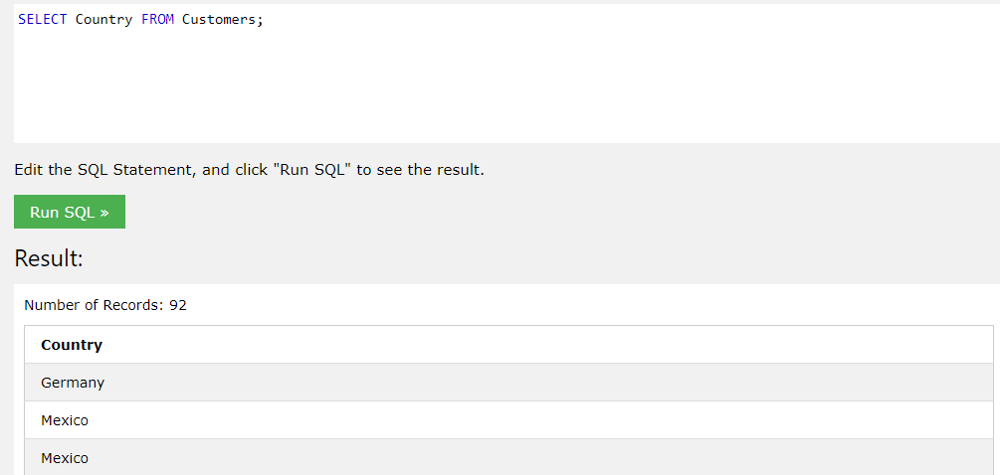 SELECT Country FROM Customers;
Edit the SQL Statement, and click "Run SQL" to see the result.
Run SQL »
Result:
Number of Records: 92
Country
Germany
Mexico
Mexico